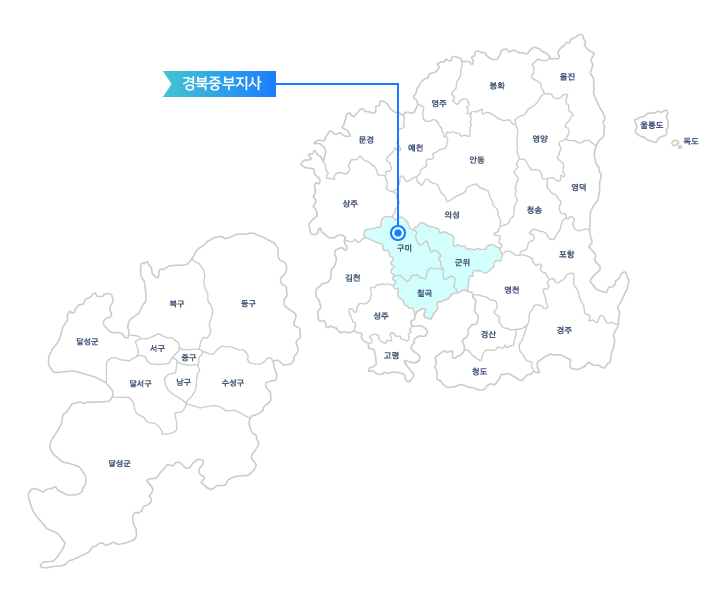 경북중부지사
울진
봉화
영주
울릉도
독도
문경
예천
영양
안동
영덕
상주
의성
청송
구미
포항
군위
김천
칠곡
영천
성주
경산
경주
고령
청도
북구
동구
달성군
서구
중구
달서구
남구
수성구
달성군